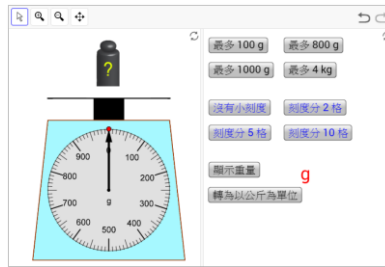 ?
最多 100 g 最多 800 g
最多 1000 g 最多 4 kg
沒有小刻度 刻度分 2 格
刻度分 5 格 刻度分 10 格
顯示重量
g
轉為以公斤為單位
0
900 100
800 200
700 300
600 400
500
g